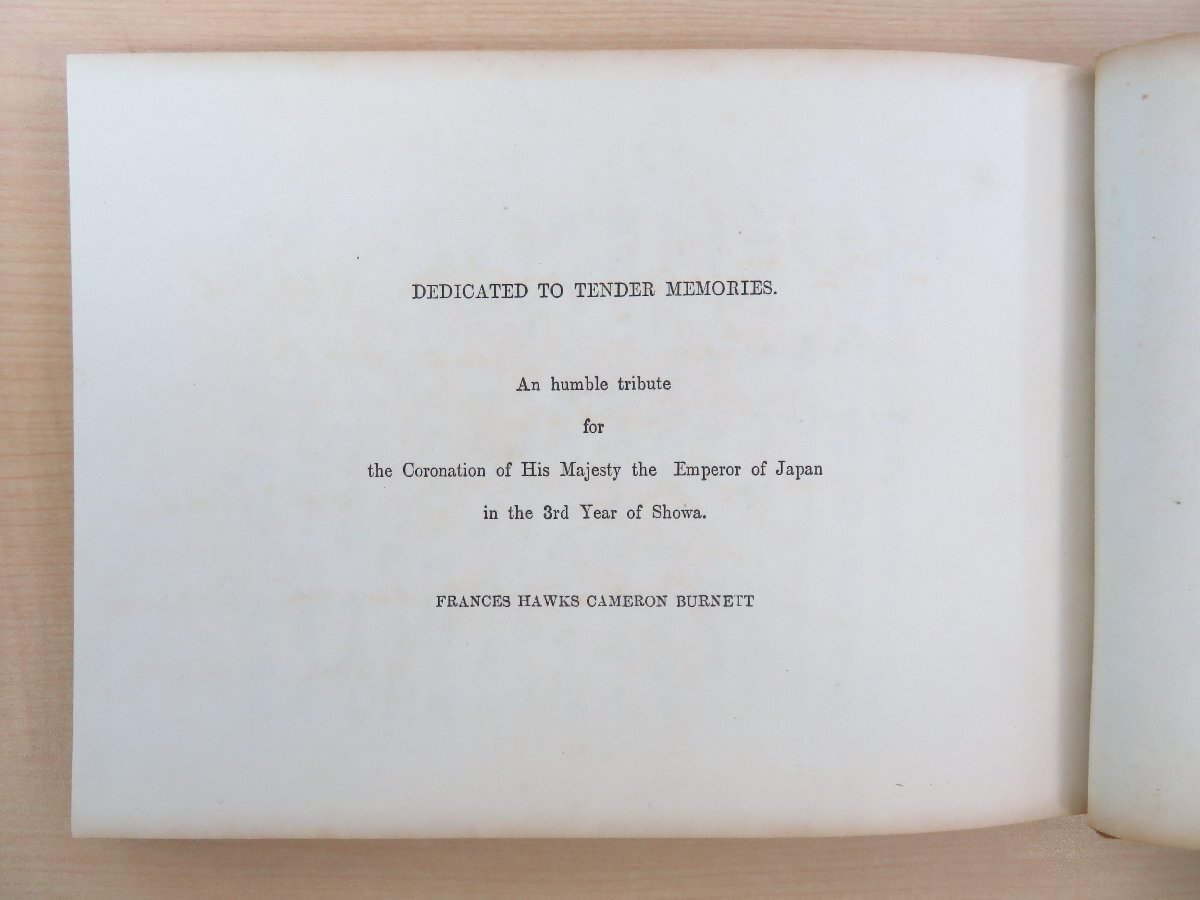 DEDICATED TO TENDER MEMORIES.
An humble tribute
for
the Coronation of His Majesty the Emperor of Japan
in the 3rd Year of Showa.
FRANCES HAWKS CAMERON BURNETT